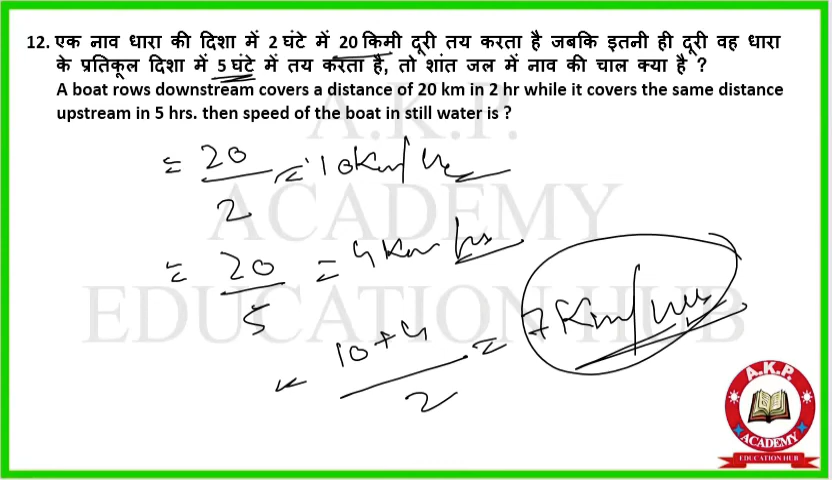 12. एक नाव धारा की दिशा में 2 घंटे में 20 किमी दूरी तय करता है जबकि इतनी ही दूरी वह धारा
के प्रतिकूल दिशा में 5 घंटे में तय करता है, तो शांत जल में नाव की चाल क्या है ?
A boat rows downstream covers a distance of 20 km in 2 hr while it covers the same distance
upstream in 5 hrs. then speed of the boat in still water is ?
A.K.P.
= 20/2 = 10 Km/
ACADEMY
= 20/5 = 4 Km/hrs
EDUCATION HUB
= 10+4/2 = 7 Km/hrs
A.K.P.
ACADEMY
EDUCATION HUB